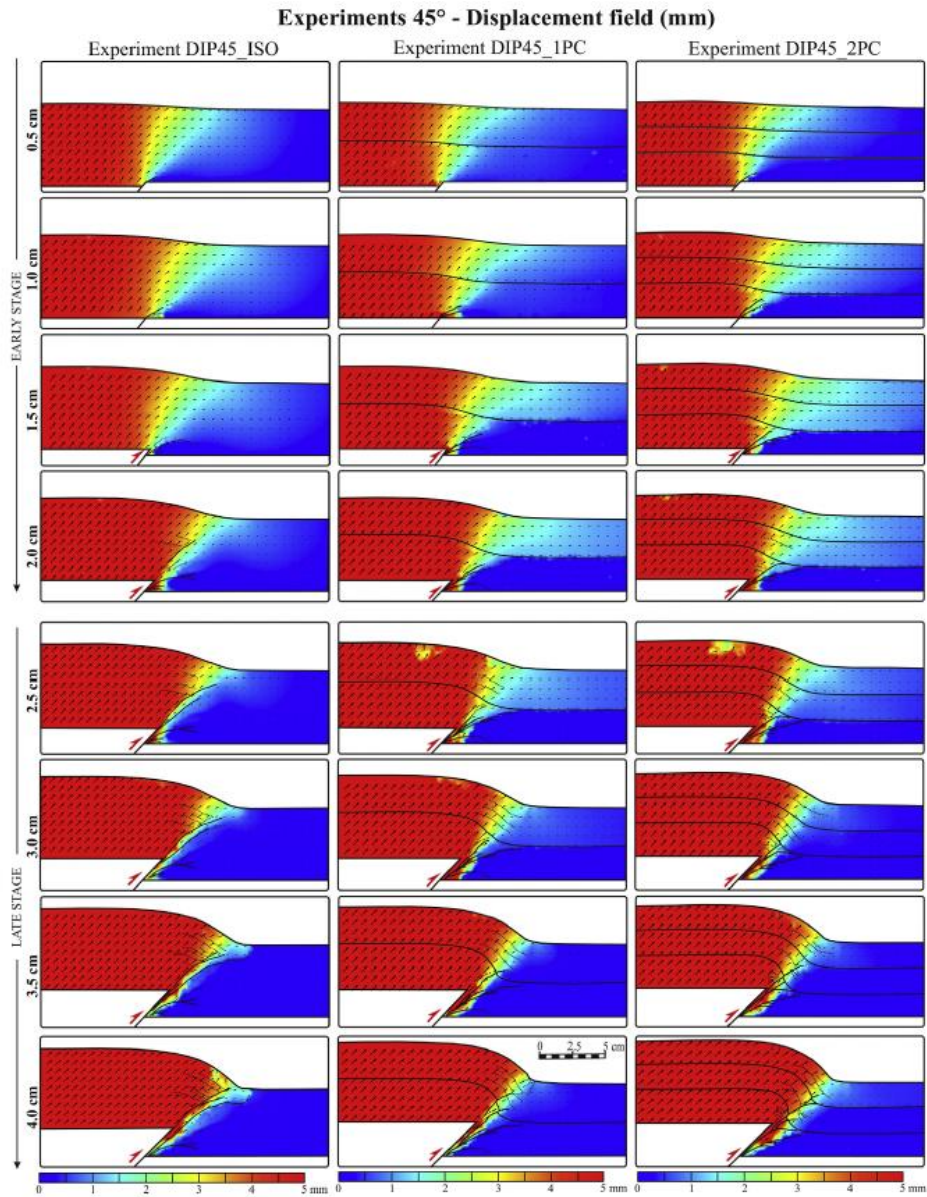 Experiments 45° - Displacement field (mm)
Experiment DIP45_ISO
Experiment DIP45_1PC
Experiment DIP45_2PC
EARLY STAGE
0.5 cm
1.0 cm
1.5 cm
2.0 cm
LATE STAGE
2.5 cm
3.0 cm
3.5 cm
4.0 cm
0 2.5 5 cm
0 1 2 3 4 5 mm
0 1 2 3 4 5 mm
0 1 2 3 4 5 mm